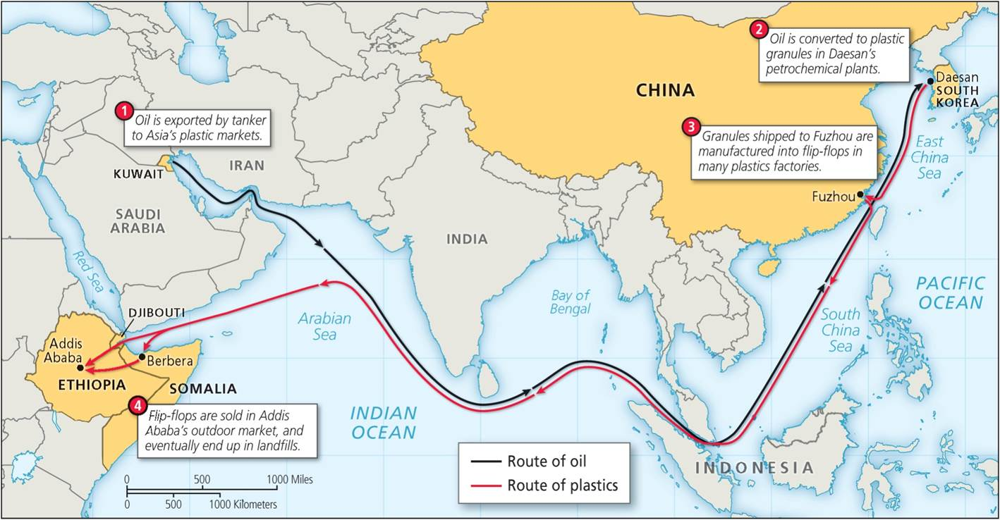 2
Oil is converted to plastic
granules in Daesan's
petrochemical plants.
Daesan
SOUTH
KOREA
CHINA
1
Oil is exported by tanker
to Asia's plastic markets.
3
Granules shipped to Fuzhou are
manufactured into flip-flops in
many plastics factories.
East
China
Sea
KUWAIT
IRAN
Fuzhou
SAUDI
ARABIA
INDIA
Red Sea
PACIFIC
OCEAN
Bay of
Bengal
DJIBOUTI
Arabian
Sea
South
China
Sea
Addis
Ababa
Berbera
ETHIOPIA
SOMALIA
4
Flip-flops are sold in Addis
Ababa's outdoor market, and
eventually end up in landfills.
INDIAN
OCEAN
INDONESIA
Route of oil
Route of plastics
0 500 1000 Miles
0 500 1000 Kilometers